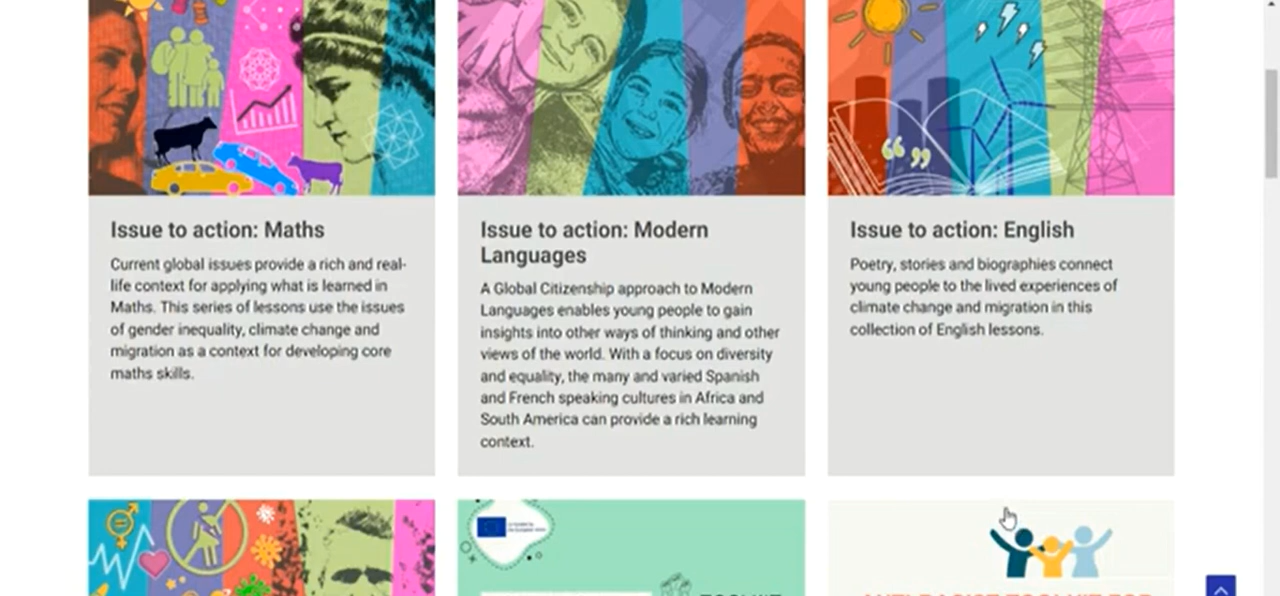 Issue to action: Maths
Current global issues provide a rich and real-
life context for applying what is learned in
Maths. This series of lessons use the issues
of gender inequality, climate change and
migration as a context for developing core
maths skills.
Issue to action: Modern
Languages
A Global Citizenship approach to Modern
Languages enables young people to gain
insights into other ways of thinking and other
views of the world. With a focus on diversity
and equality, the many and varied Spanish
and French speaking cultures in Africa and
South America can provide a rich learning
context.
Issue to action: English
Poetry, stories and biographies connect
young people to the lived experiences of
climate change and migration in this
collection of English lessons.
TOOLKIT
ANTI-RACIST TOOLKIT FOR